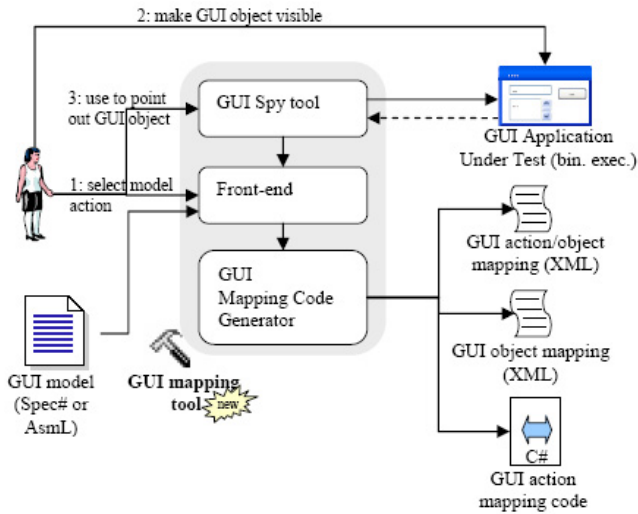 2: make GUI object visible
3: use to point
out GUI object
GUI Spy tool
GUI Application
Under Test (bin. exec.)
1: select model
action
Front-end
GUI action/object
mapping (XML)
GUI
Mapping Code
Generator
GUI object mapping
(XML)
GUI model
(Spec# or
AsmL)
GUI mapping
tool
new
C#
GUI action
mapping code